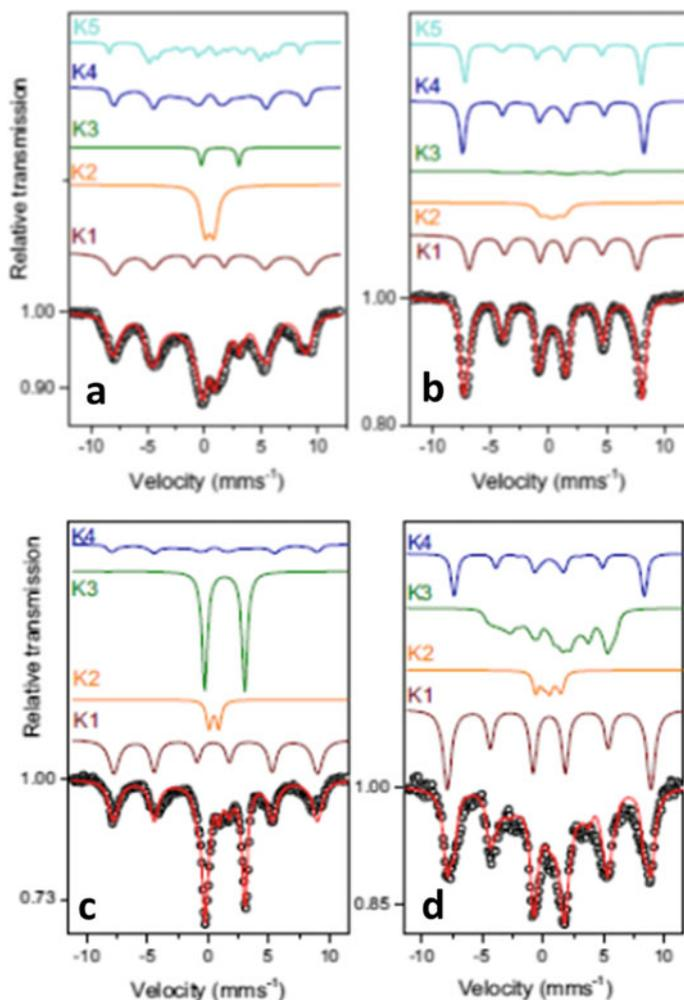 K5
K4
K3
K2
K1
Relative transmission
1.00
0.90
a
-10 -5 0 5 10
Velocity (mms⁻¹)
K5
K4
K3
K2
K1
1.00
0.80
b
-10 -5 0 5 10
Velocity (mms⁻¹)
K4
K3
K2
K1
Relative transmission
1.00
0.73
c
-10 -5 0 5 10
Velocity (mms⁻¹)
K4
K3
K2
K1
1.00
0.85
d
-10 -5 0 5 10
Velocity (mms⁻¹)